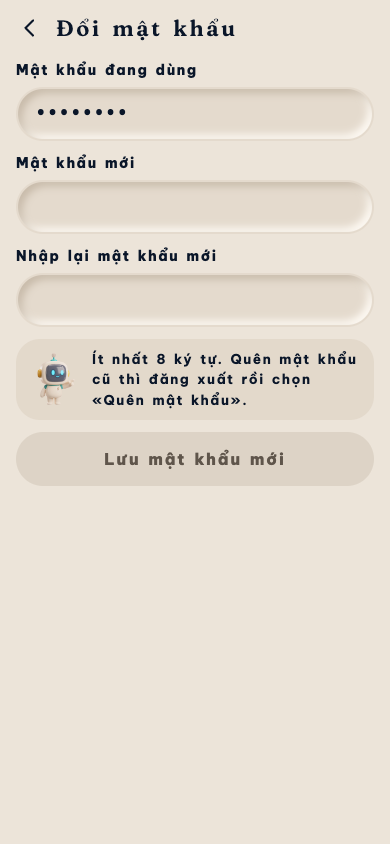 Đổi mật khẩu
Mật khẩu đang dùng
••••••••
Mật khẩu mới
Nhập lại mật khẩu mới
Ít nhất 8 ký tự. Quên mật khẩu
cũ thì đăng xuất rồi chọn
«Quên mật khẩu».
Lưu mật khẩu mới